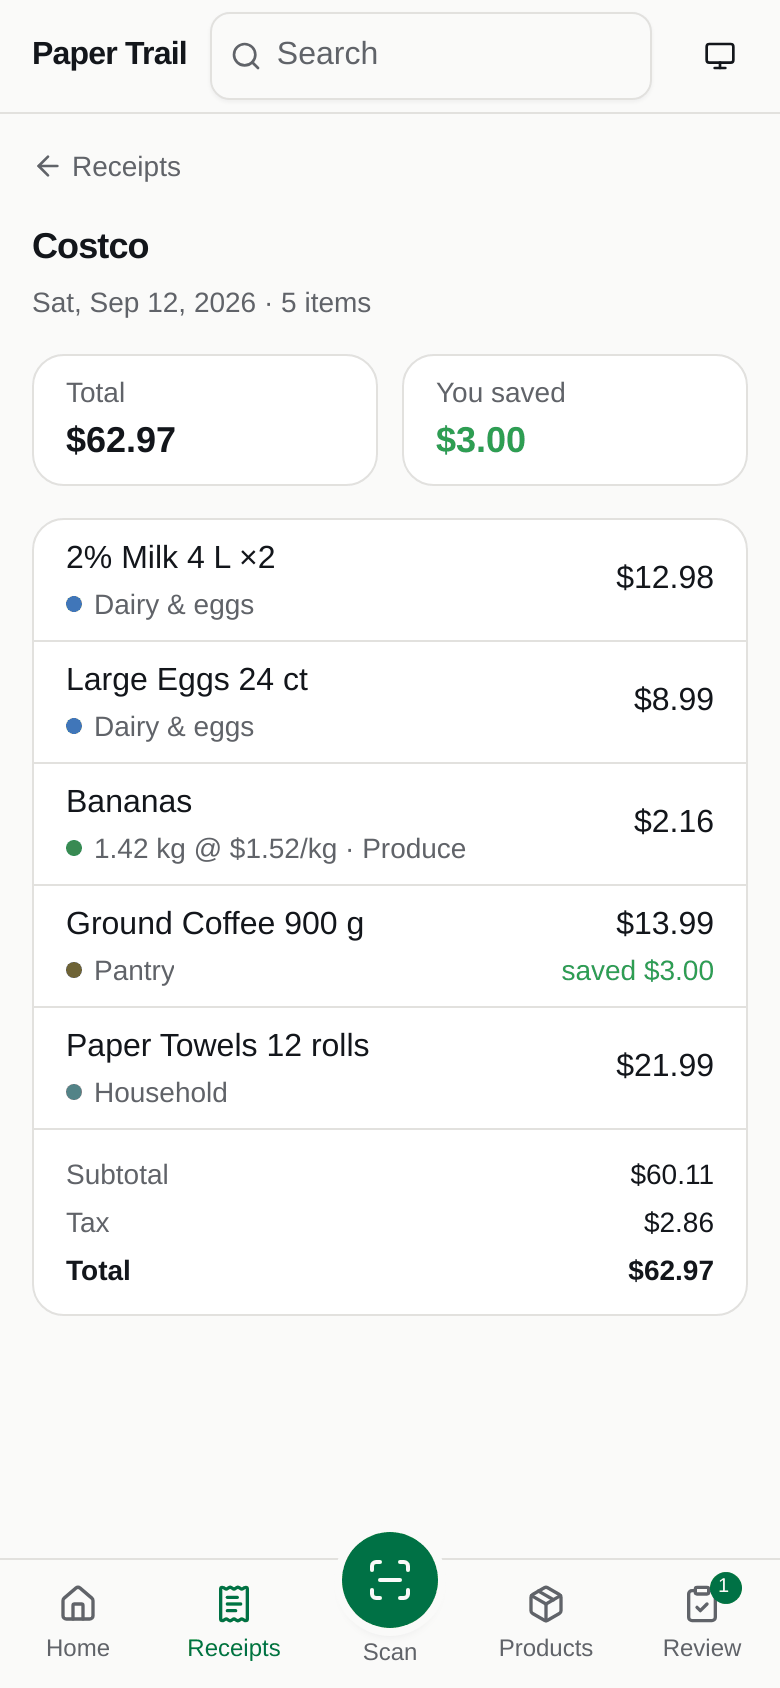 Paper Trail
Search
Receipts
Costco
Sat, Sep 12, 2026 · 5 items
Total
$62.97
You saved
$3.00
2% Milk 4 L ×2
$12.98
Dairy & eggs
Large Eggs 24 ct
$8.99
Dairy & eggs
Bananas
$2.16
1.42 kg @ $1.52/kg · Produce
Ground Coffee 900 g
$13.99
Pantry
saved $3.00
Paper Towels 12 rolls
$21.99
Household
Subtotal
$60.11
Tax
$2.86
Total
$62.97
Home
Receipts
Scan
Products
1
Review